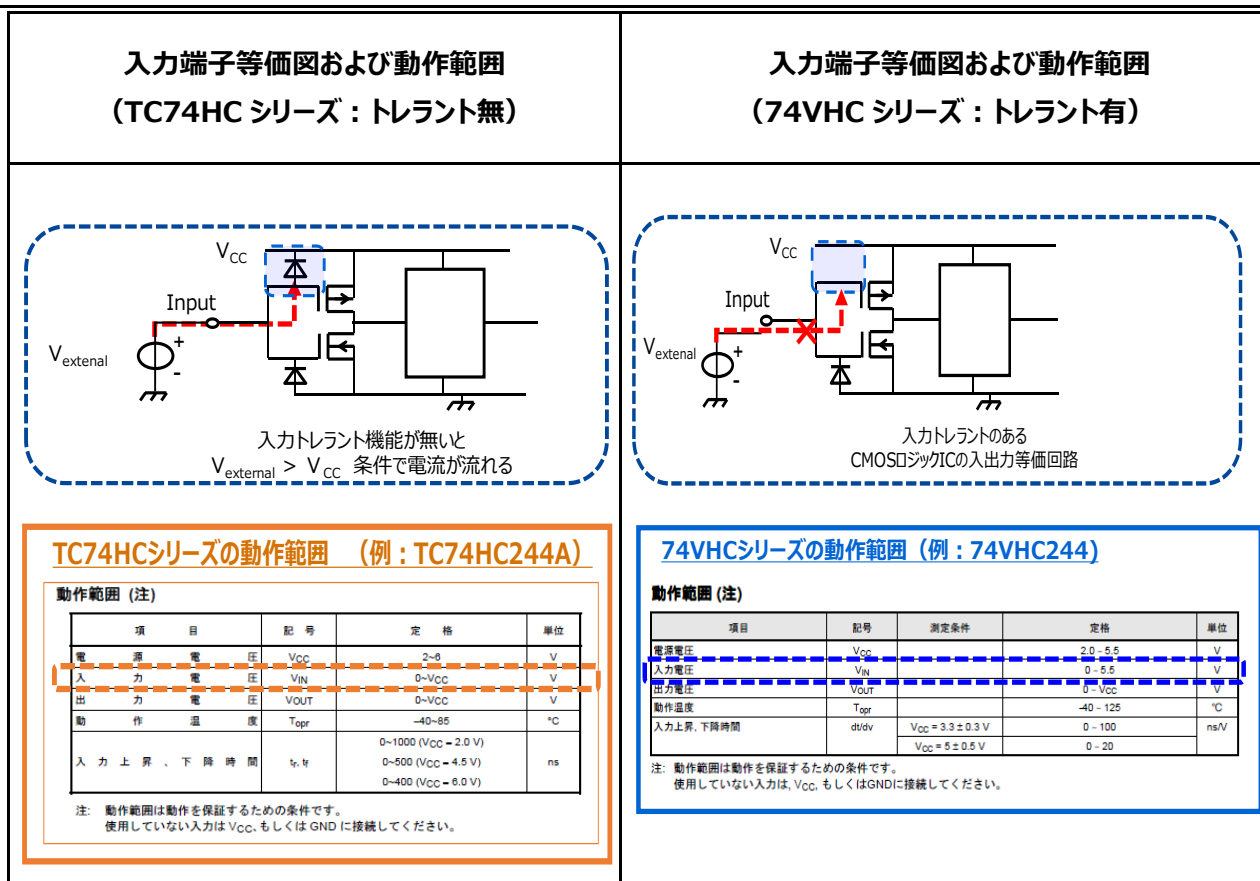 入力端子等価図および動作範囲
（TC74HC シリーズ：トレラント無）
入力端子等価図および動作範囲
（74VHC シリーズ：トレラント有）
VCC
Input
Vextenal
+
-
入力トレラント機能が無いと
Vexternal > VCC 条件で電流が流れる
VCC
Input
Vextenal
+
-
入力トレラントのある
CMOSロジックICの入出力等価回路
TC74HCシリーズの動作範囲 （例：TC74HC244A）
動作範囲 (注)
項目 記号 定格 単位
電源電圧 VCC 2~6 V
入力電圧 VIN 0~VCC V
出力電圧 VOUT 0~VCC V
動作温度 Topr −40~85 °C
入力上昇、下降時間 tr, tf 0~1000 (VCC = 2.0 V) ns
0~500 (VCC = 4.5 V)
0~400 (VCC = 6.0 V)
注: 動作範囲は動作を保証するための条件です。
使用していない入力は VCC、もしくは GND に接続してください。
74VHCシリーズの動作範囲（例：74VHC244)
動作範囲 (注)
項目 記号 測定条件 定格 単位
電源電圧 VCC 2.0 ~ 5.5 V
入力電圧 VIN 0 ~ 5.5 V
出力電圧 VOUT 0 ~ VCC V
動作温度 Topr -40 ~ 125 °C
入力上昇, 下降時間 dt/dv VCC = 3.3 ± 0.3 V 0 ~ 100 ns/V
VCC = 5 ± 0.5 V 0 ~ 20
注: 動作範囲は動作を保証するための条件です。
使用していない入力は, VCC, もしくはGNDに接続してください。